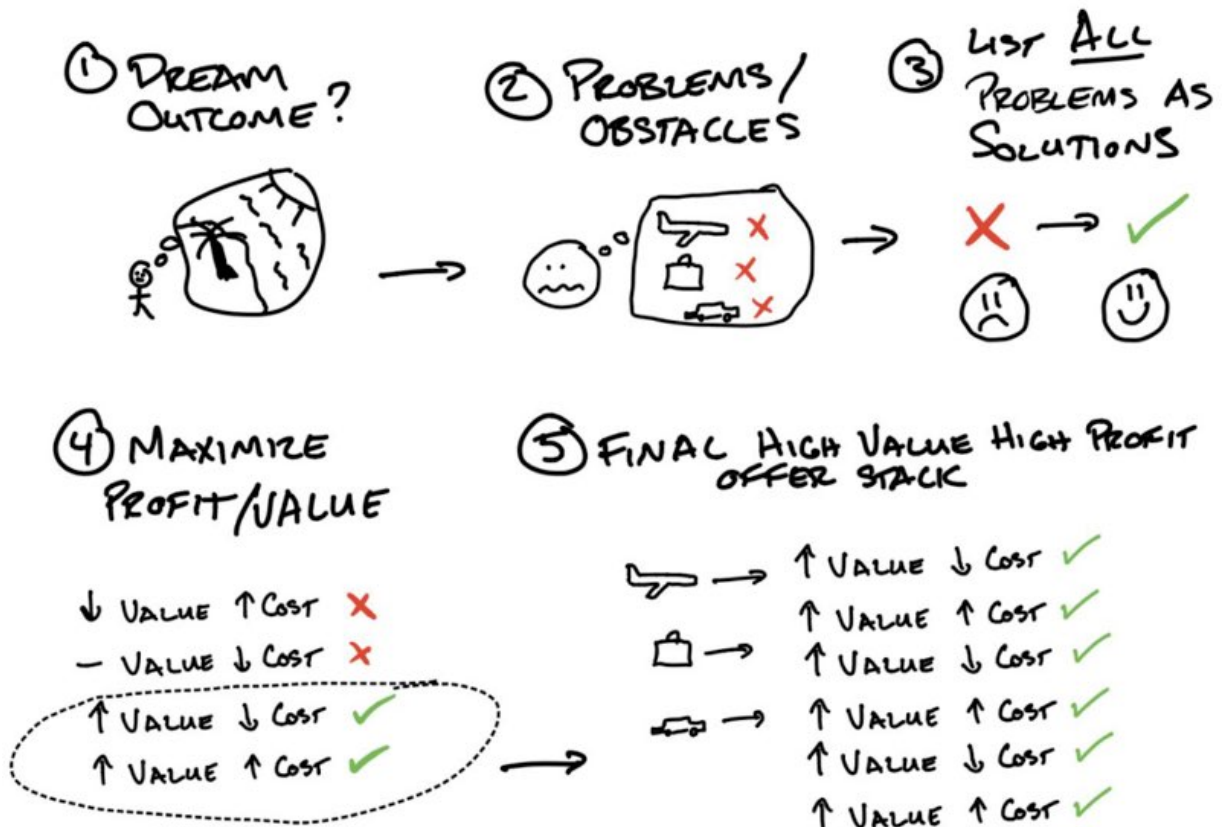 ① DREAM
OUTCOME?
② PROBLEMS/
OBSTACLES
③ LIST ALL
PROBLEMS AS
SOLUTIONS
④ MAXIMIZE
PROFIT/VALUE
↓ VALUE ↑ COST ✗
– VALUE ↓ COST ✗
↑ VALUE ↓ COST ✓
↑ VALUE ↑ COST ✓
⑤ FINAL HIGH VALUE HIGH PROFIT
OFFER STACK
↑ VALUE ↓ COST ✓
↑ VALUE ↑ COST ✓
↑ VALUE ↓ COST ✓
↑ VALUE ↑ COST ✓
↑ VALUE ↓ COST ✓
↑ VALUE ↑ COST ✓